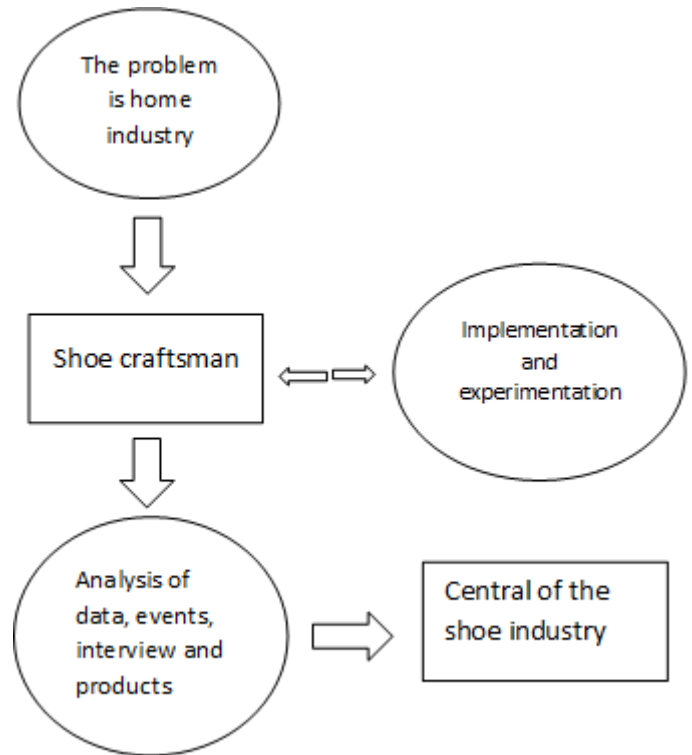 The problem
is home
industry
Shoe craftsman
Implementation
and
experimentation
Analysis of
data, events,
interview and
products
Central of the
shoe industry